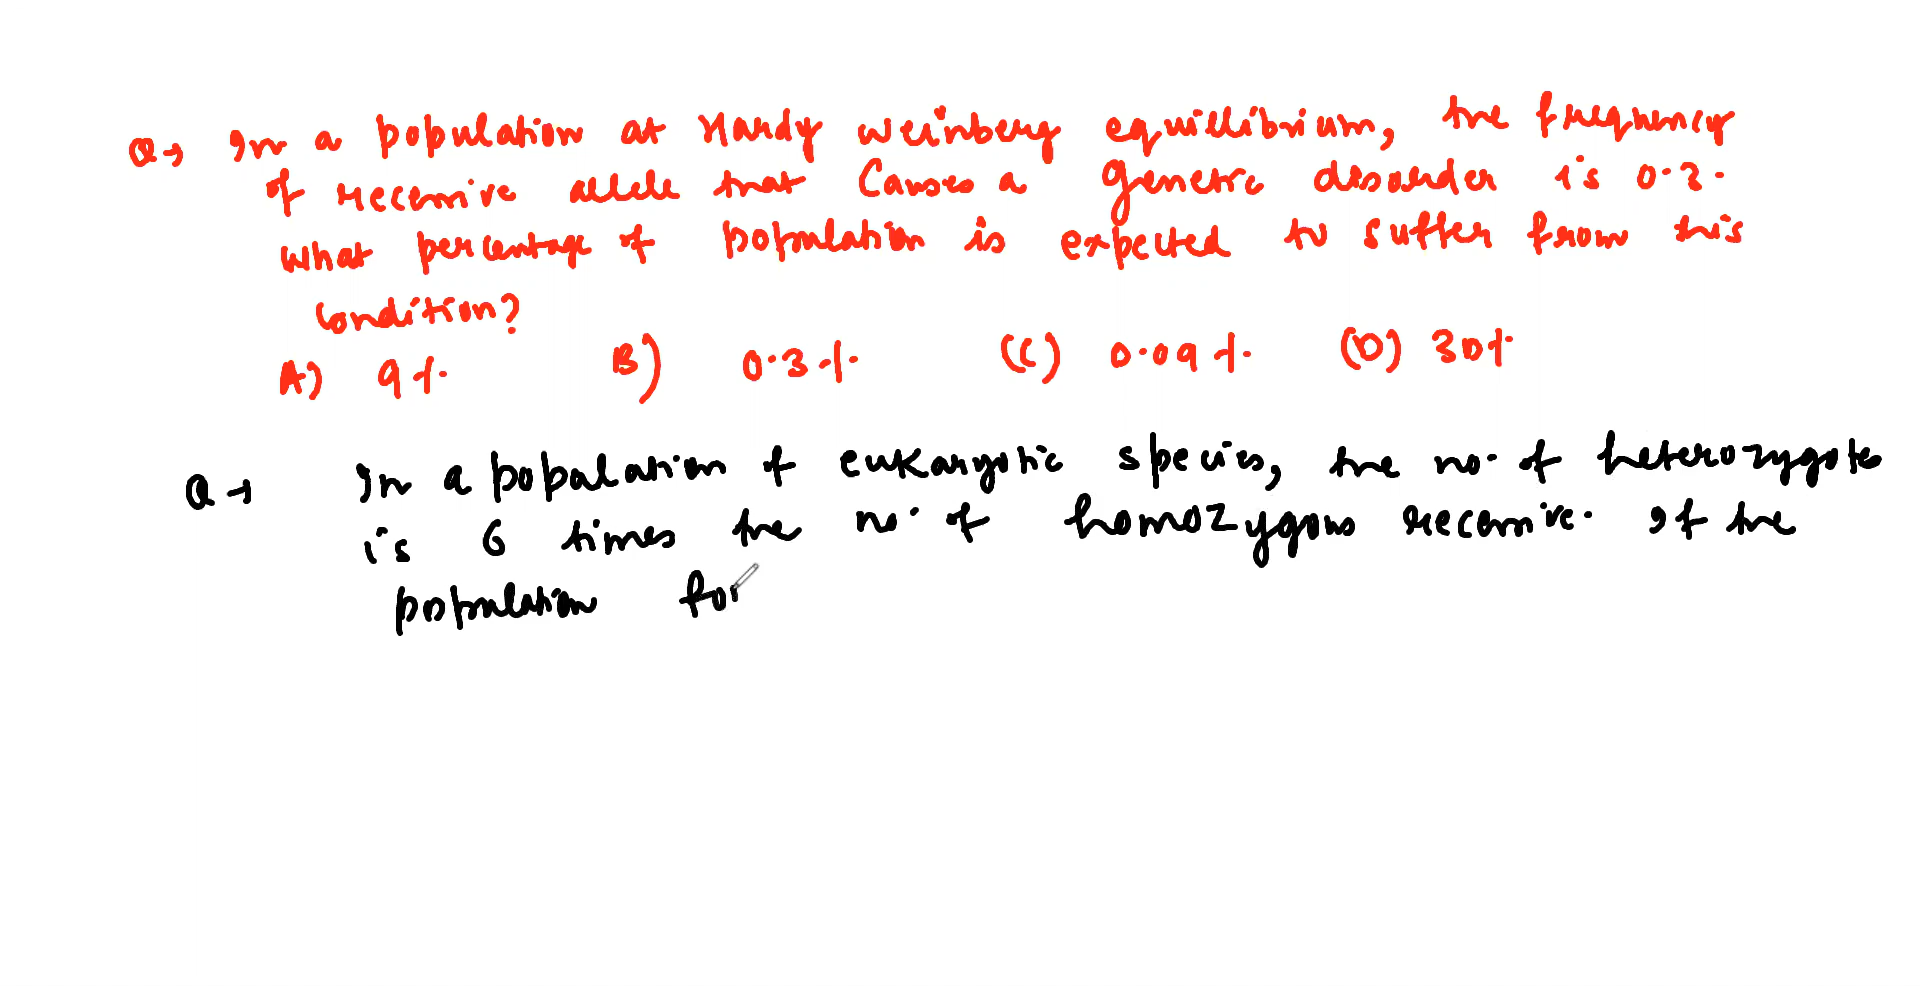 Q→ In a population at Hardy weinberg equillibrium, the frequency
of recessive allele that causes a genetic disorder is 0.3.
what percentage of population is expected to suffer from this
condition?
A) 9% B) 0.3% (C) 0.09% (D) 30%
Q→ In a population of eukaryotic species, the no. of heterozygotes
is 6 times the no. of homozygous recessive. If the
population for